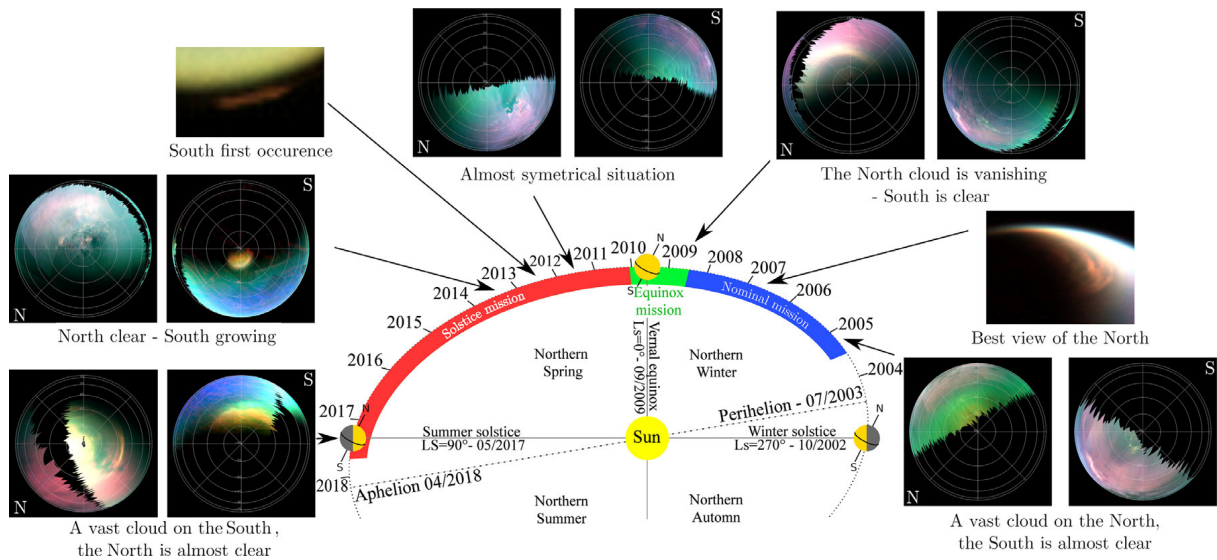 S
S
N
South first occurence
N
Almost symetrical situation
N
The North cloud is vanishing
- South is clear
S
N
North clear - South growing
Best view of the North
S
N
A vast cloud on the South,
the North is almost clear
S
N
A vast cloud on the North,
the South is almost clear
2018
2017
2016
2015
2014
2013
2012
2011
2010
2009
2008
2007
2006
2005
2004
Solstice mission
Equinox
mission
Nominal mission
N
S
N
S
N
S
Vernal equinox
Ls=0°- 09/2009
Northern
Spring
Northern
Winter
Perihelion - 07/2003
Summer solstice
LS=90°- 05/2017
Sun
Winter solstice
Ls=270° - 10/2002
Aphelion 04/2018
Northern
Summer
Northern
Automn